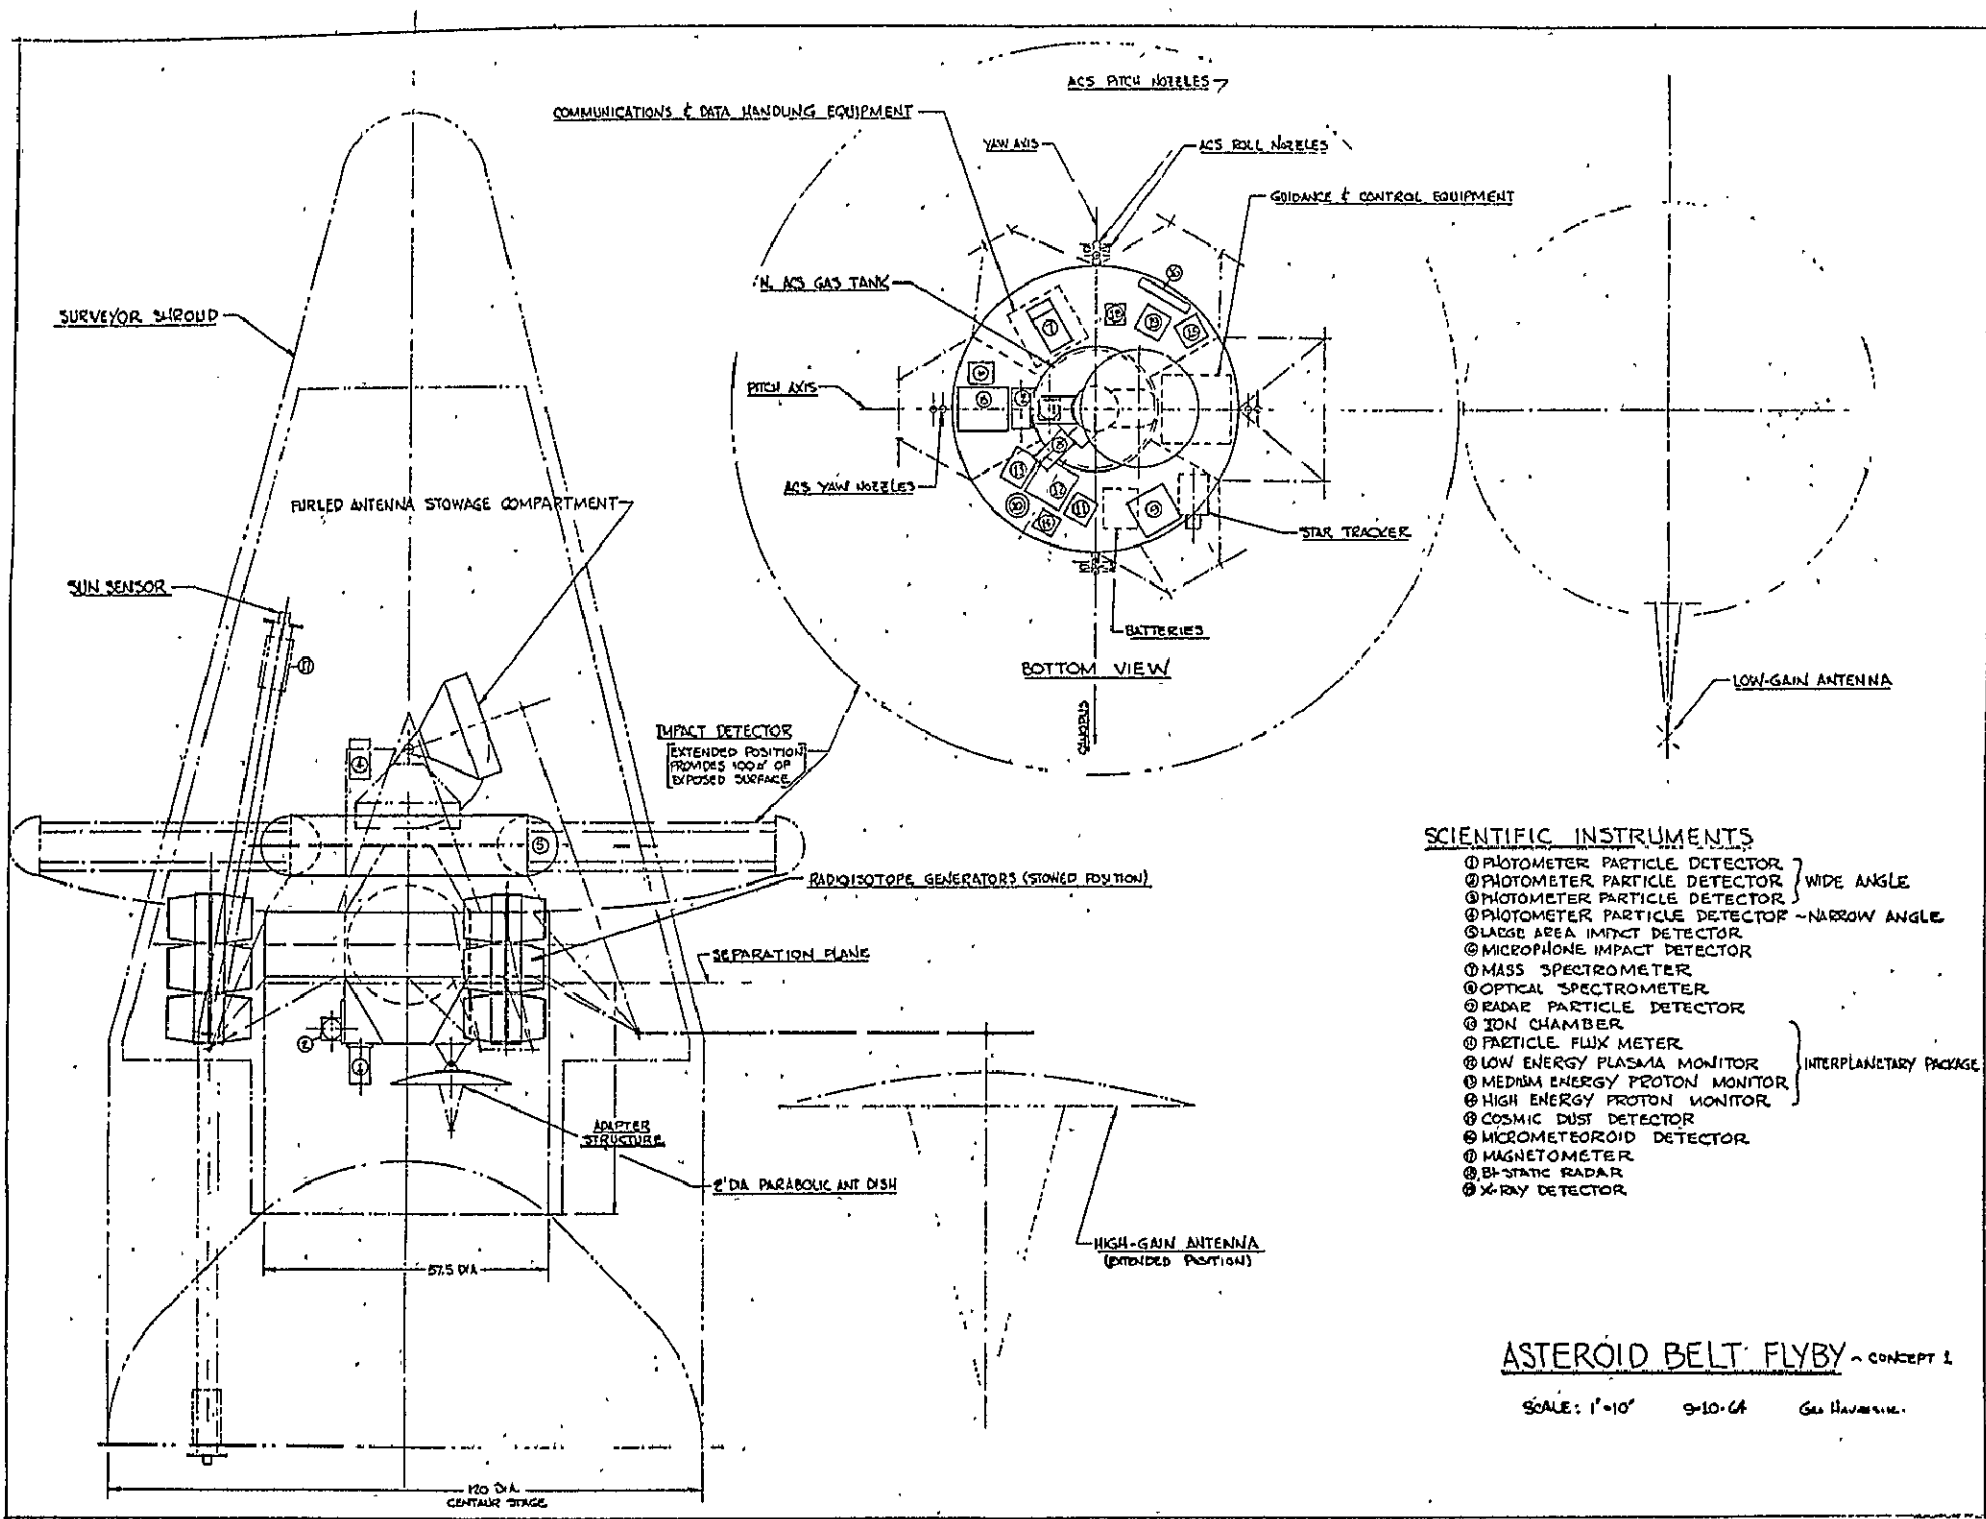 ACS PITCH NOZZLES
COMMUNICATIONS & DATA HANDLING EQUIPMENT
YAW AXIS
ACS ROLL NOZZLES
GUIDANCE & CONTROL EQUIPMENT
N₂ ACS GAS TANK
SURVEYOR SHROUD
PITCH AXIS
ACS YAW NOZZLES
FURLED ANTENNA STOWAGE COMPARTMENT
STAR TRACKER
SUN SENSOR
BATTERIES
BOTTOM VIEW
LOW-GAIN ANTENNA
CANOPUS
IMPACT DETECTOR
[EXTENDED POSITION
PROVIDES 100 OF
EXPOSED SURFACE]
SCIENTIFIC INSTRUMENTS
① PHOTOMETER PARTICLE DETECTOR
② PHOTOMETER PARTICLE DETECTOR } WIDE ANGLE
③ PHOTOMETER PARTICLE DETECTOR
④ PHOTOMETER PARTICLE DETECTOR ~ NARROW ANGLE
⑤ LARGE AREA IMPACT DETECTOR
⑥ MICROPHONE IMPACT DETECTOR
⑦ MASS SPECTROMETER
⑧ OPTICAL SPECTROMETER
⑨ RADAR PARTICLE DETECTOR
⑩ ION CHAMBER
⑪ PARTICLE FLUX METER
⑫ LOW ENERGY PLASMA MONITOR } INTERPLANETARY PACKAGE
⑬ MEDIUM ENERGY PROTON MONITOR
⑭ HIGH ENERGY PROTON MONITOR
⑮ COSMIC DUST DETECTOR
⑯ MICROMETEOROID DETECTOR
⑰ MAGNETOMETER
⑱ BI-STATIC RADAR
⑲ X-RAY DETECTOR
RADIOISOTOPE GENERATORS (STOWED POSITION)
SEPARATION PLANE
ADAPTER
STRUCTURE
2' DIA PARABOLIC ANT DISH
HIGH-GAIN ANTENNA
(EXTENDED POSITION)
57.5 DIA
120 DIA
CENTAUR STAGE
ASTEROID BELT FLYBY ~ CONCEPT 1
SCALE: 1"=10" 9-10-64